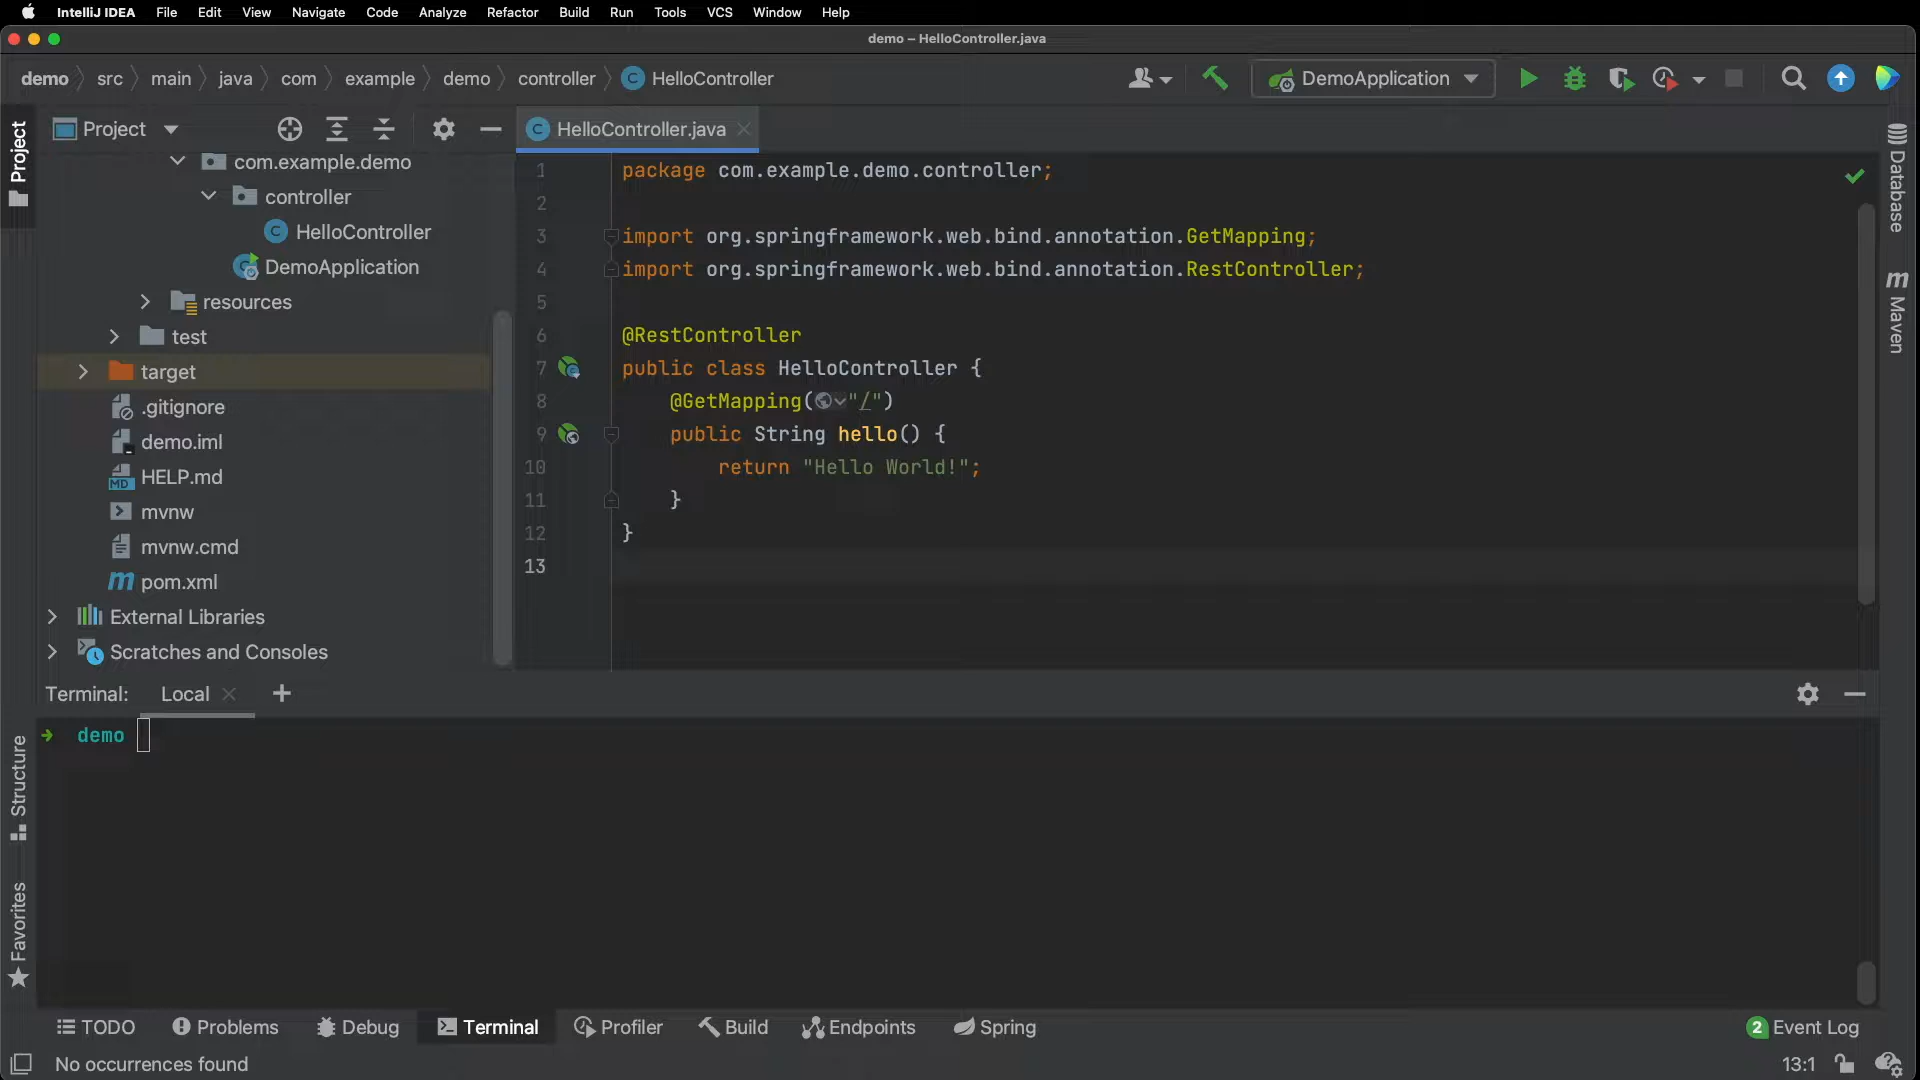 IntelliJ IDEA File Edit View Navigate Code Analyze Refactor Build Run Tools VCS Window Help
demo – HelloController.java
demo src main java com example demo controller C HelloController DemoApplication
Project
Project
HelloController.java
com.example.demo
controller
HelloController
DemoApplication
resources
test
target
.gitignore
demo.iml
HELP.md
mvnw
mvnw.cmd
pom.xml
External Libraries
Scratches and Consoles
1 package com.example.demo.controller;
2
3 import org.springframework.web.bind.annotation.GetMapping;
4 import org.springframework.web.bind.annotation.RestController;
5
6 @RestController
7 public class HelloController {
8 @GetMapping("/")
9 public String hello() {
10 return "Hello World!";
11 }
12 }
13
Database
Maven
Terminal: Local
demo
Structure
Favorites
TODO Problems Debug Terminal Profiler Build Endpoints Spring 2 Event Log
No occurrences found 13:1